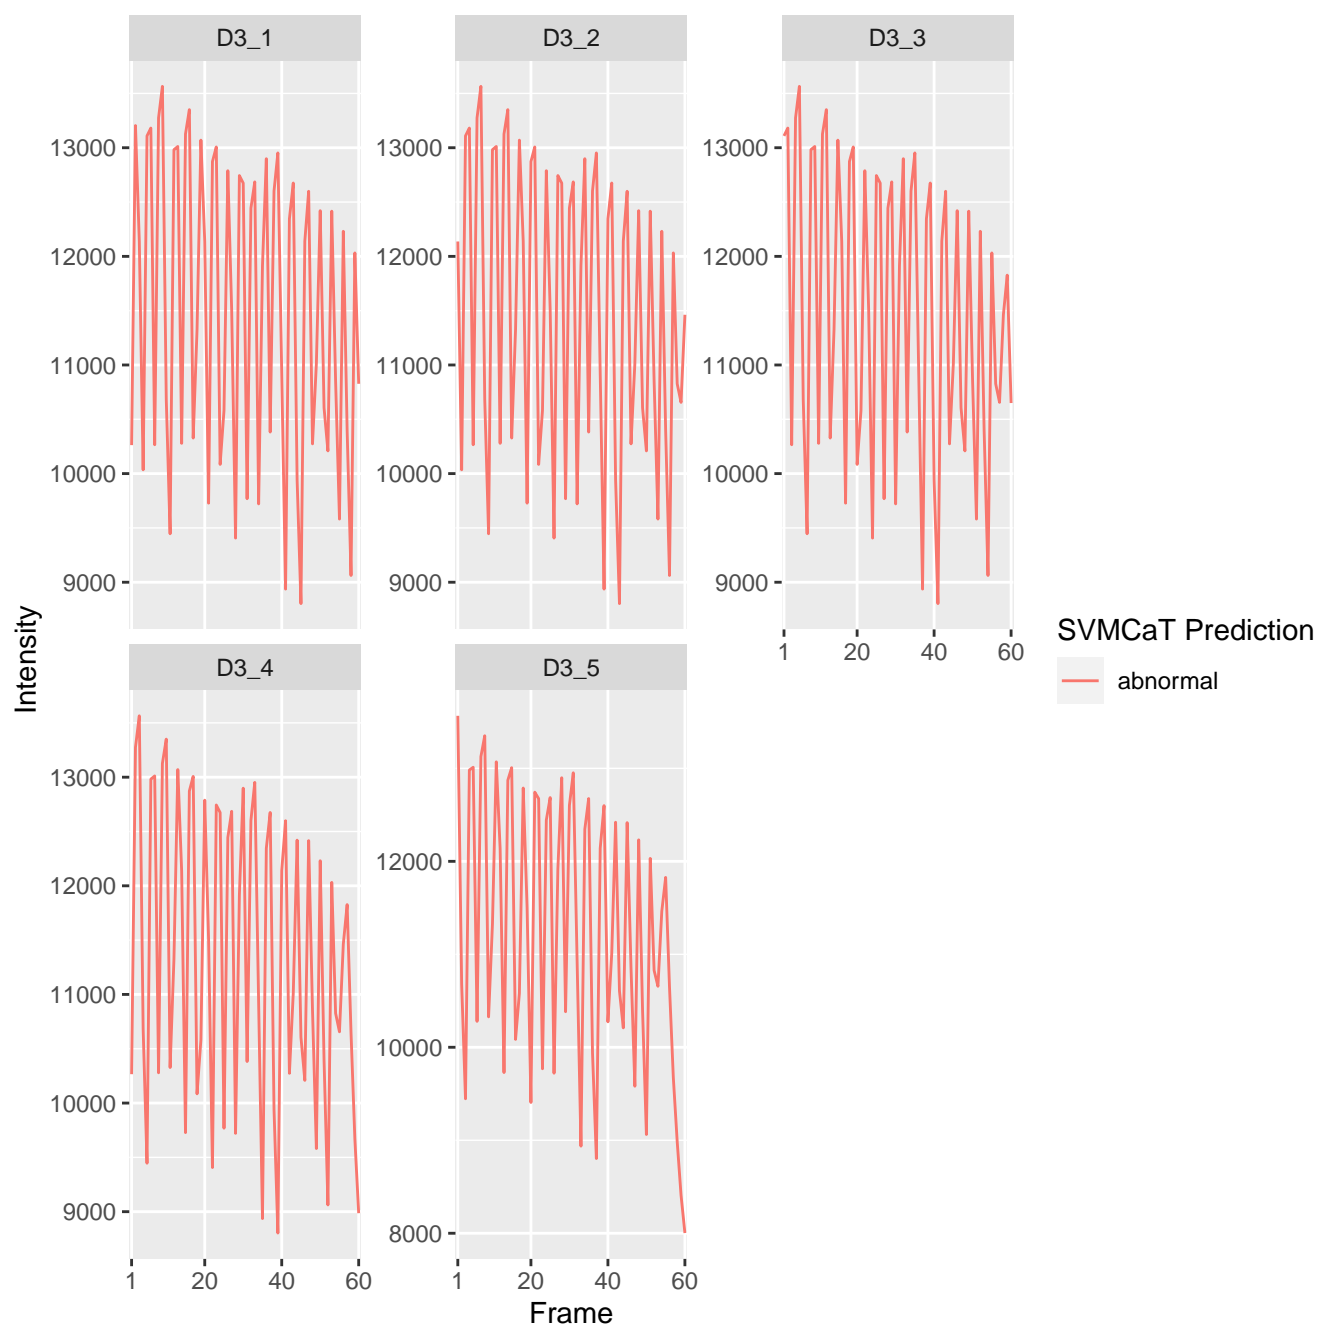 D3_1 D3_2 D3_3
13000 13000 13000
12000 12000 12000
11000 11000 11000
10000 10000 10000
9000 9000 9000
1 20 40 60
Intensity
SVMCaT Prediction
abnormal
D3_4 D3_5
13000
12000 12000
11000
10000 10000
9000
8000
1 20 40 60 1 20 40 60
Frame